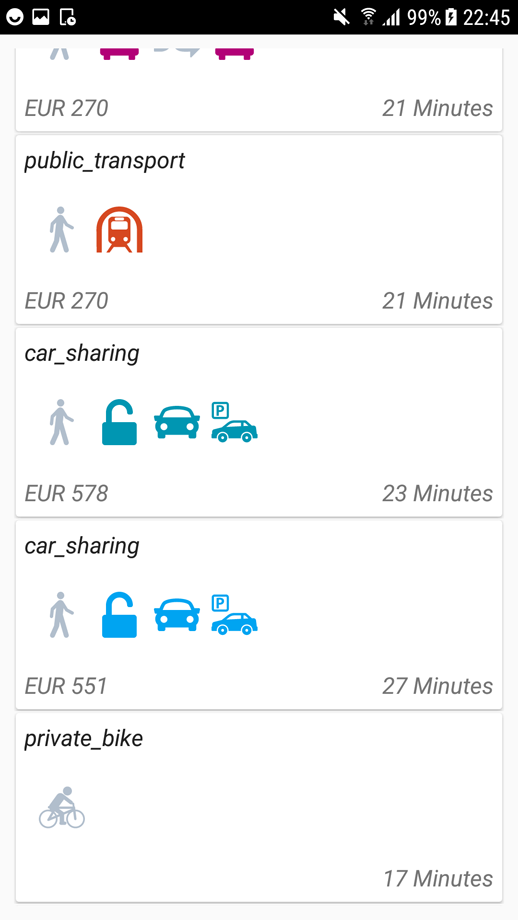 99% 22:45
EUR 270 21 Minutes
public_transport
EUR 270 21 Minutes
car_sharing
P
EUR 578 23 Minutes
car_sharing
P
EUR 551 27 Minutes
private_bike
17 Minutes